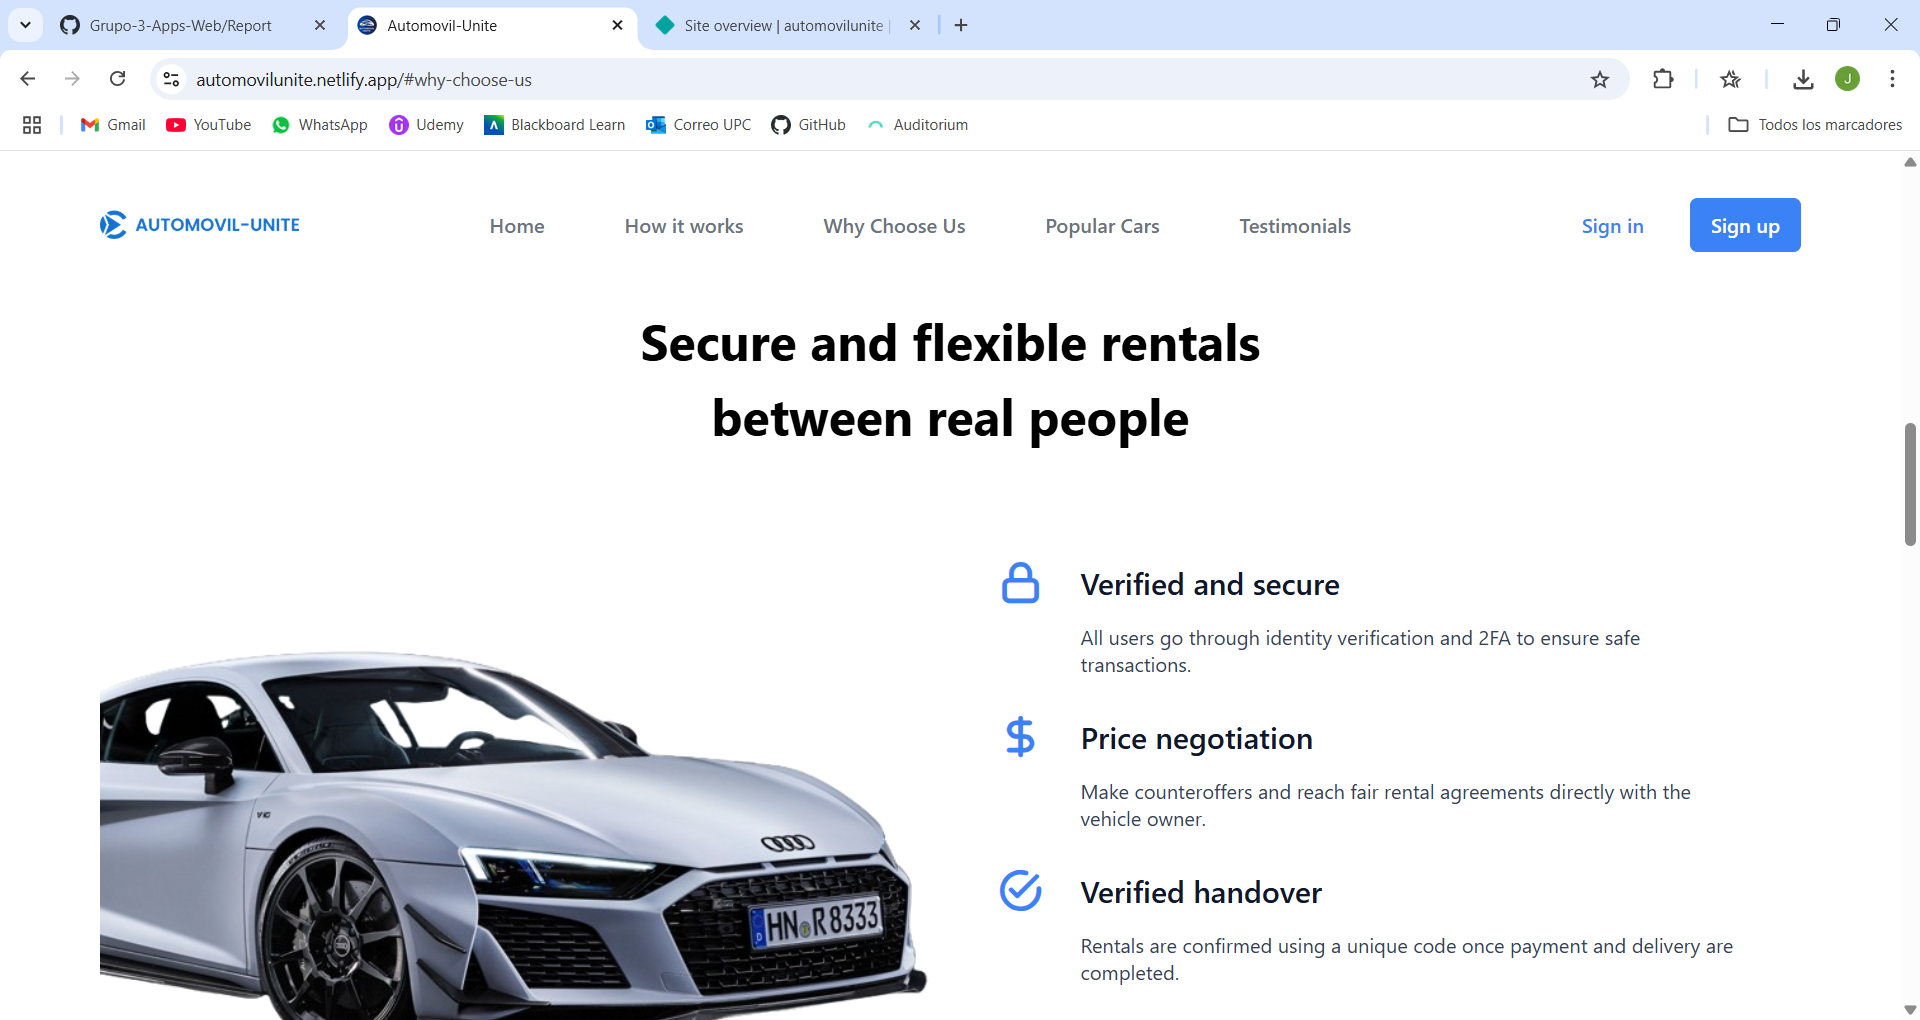 Grupo-3-Apps-Web/Report
Automovil-Unite
Site overview | automovilunite |
automovilunite.netlify.app/#why-choose-us
J
Gmail
YouTube
WhatsApp
Udemy
Blackboard Learn
Correo UPC
GitHub
Auditorium
Todos los marcadores
AUTOMOVIL-UNITE
Home
How it works
Why Choose Us
Popular Cars
Testimonials
Sign in
Sign up
Secure and flexible rentals
between real people
Verified and secure
All users go through identity verification and 2FA to ensure safe
transactions.
Price negotiation
Make counteroffers and reach fair rental agreements directly with the
vehicle owner.
Verified handover
Rentals are confirmed using a unique code once payment and delivery are
completed.
V10
D
HN R 8333